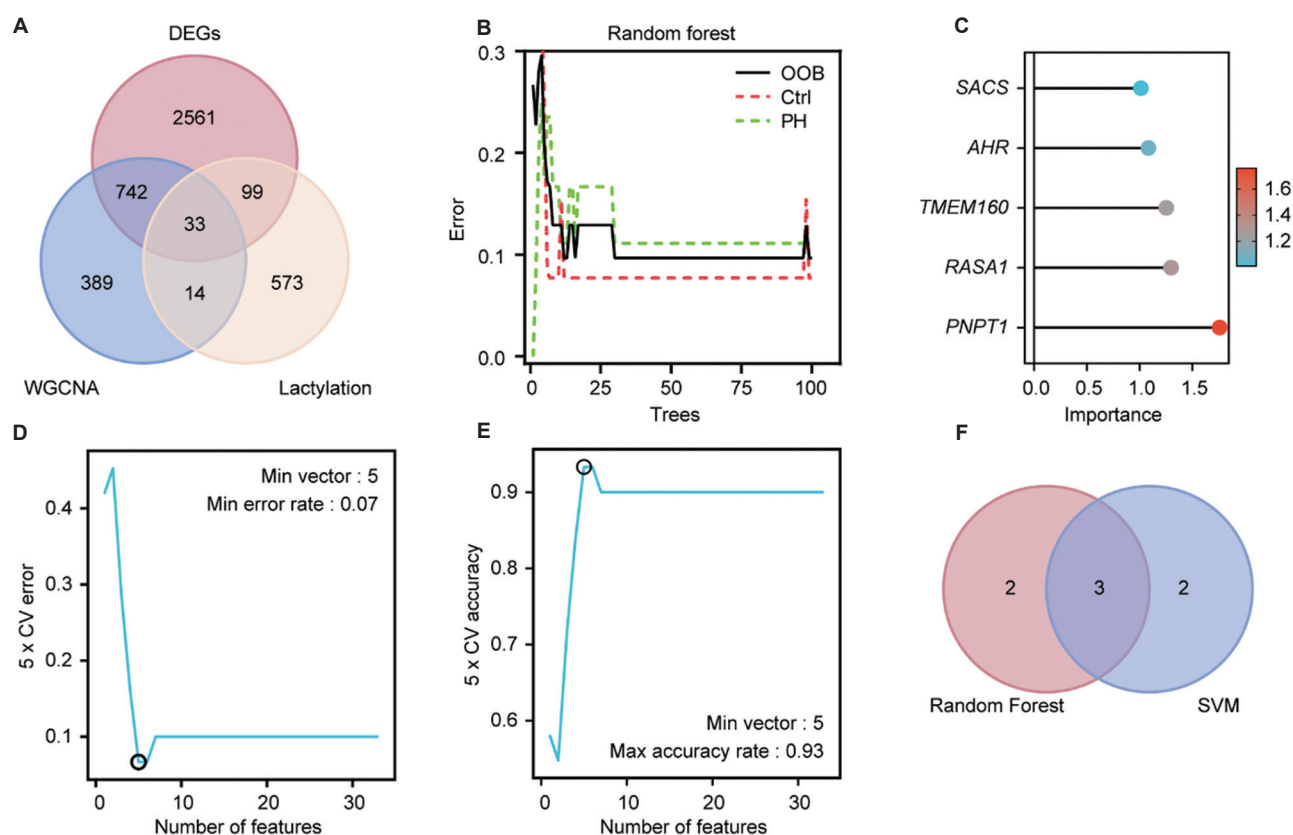 A
DEGs
2561
742
99
33
389
14
573
WGCNA
Lactylation
B
Random forest
OOB
Ctrl
PH
0.3
0.2
0.1
0.0
Error
0
25
50
75
100
Trees
C
SACS
AHR
TMEM160
RASA1
PNPT1
0.0
0.5
1.0
1.5
Importance
1.6
1.4
1.2
D
Min vector : 5
Min error rate : 0.07
0.4
0.3
0.2
0.1
5 x CV error
0
10
20
30
Number of features
E
0.9
0.8
0.7
0.6
5 x CV accuracy
Min vector : 5
Max accuracy rate : 0.93
0
10
20
30
Number of features
F
2
3
2
Random Forest
SVM